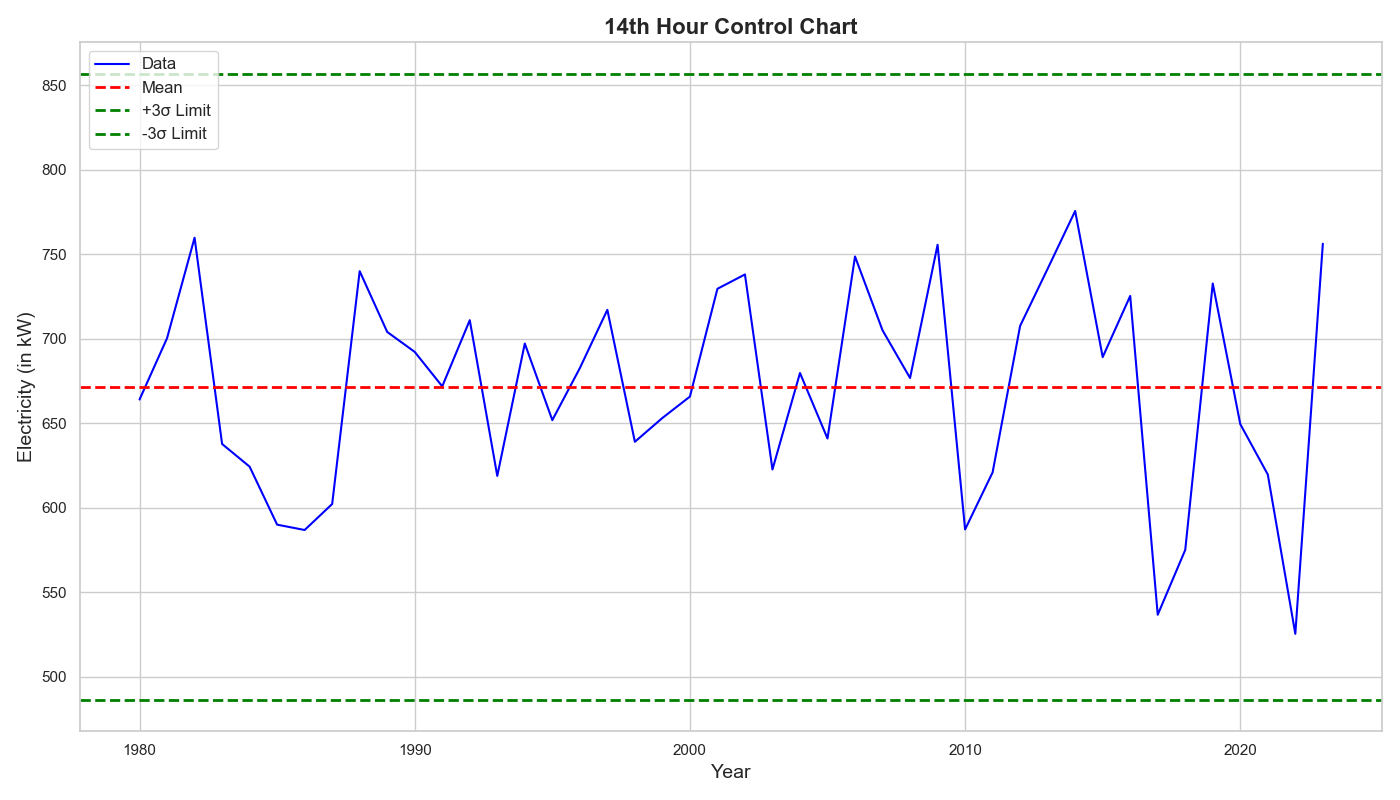 14th Hour Control Chart
Data
Mean
+3σ Limit
-3σ Limit
Electricity (in kW)
850
800
750
700
650
600
550
500
1980
1990
2000
2010
2020
Year